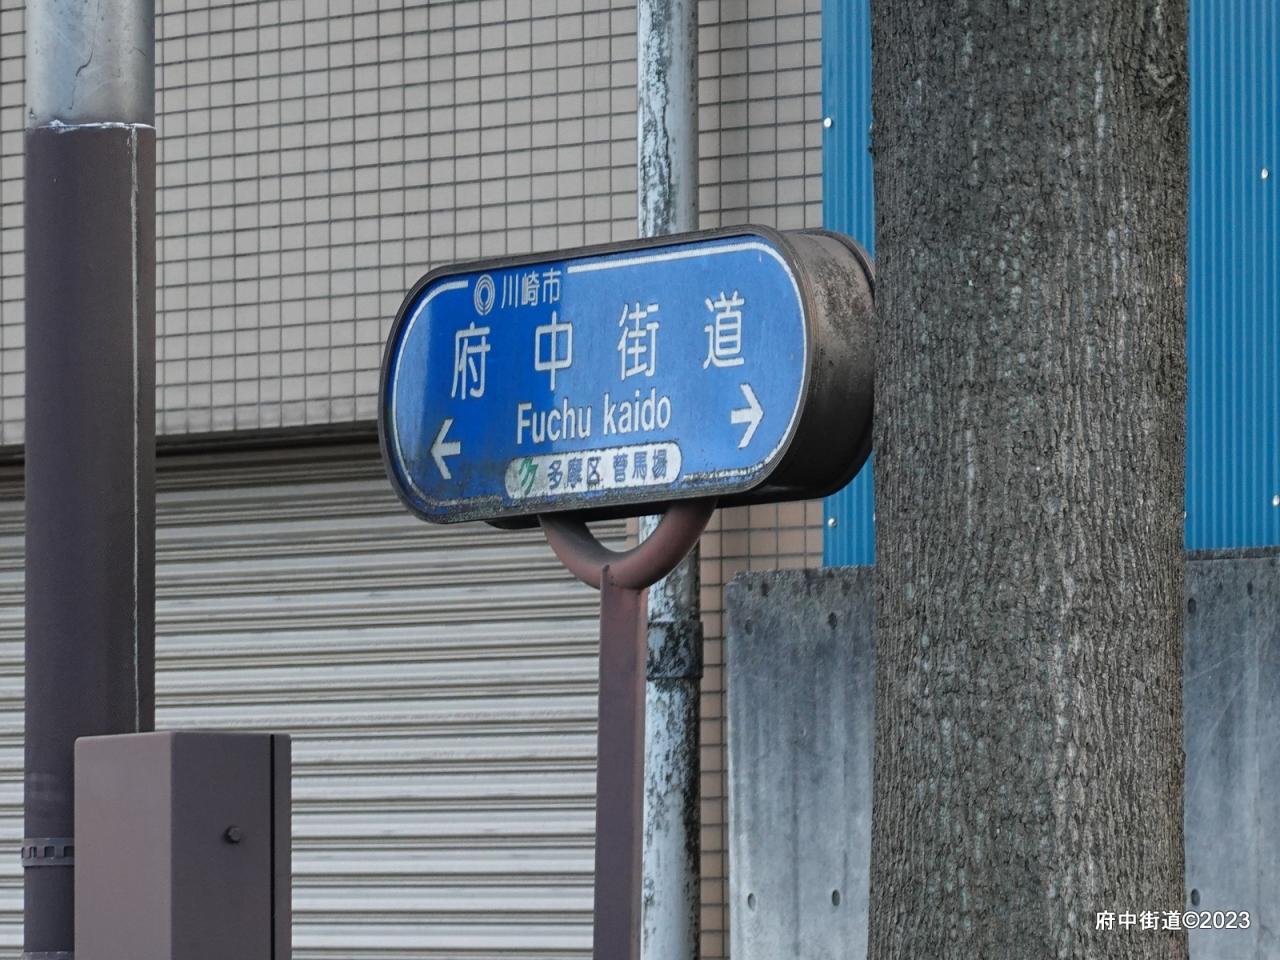 川崎市
府中街道
Fuchu kaido
← →
多摩区 菅馬場
府中街道©2023